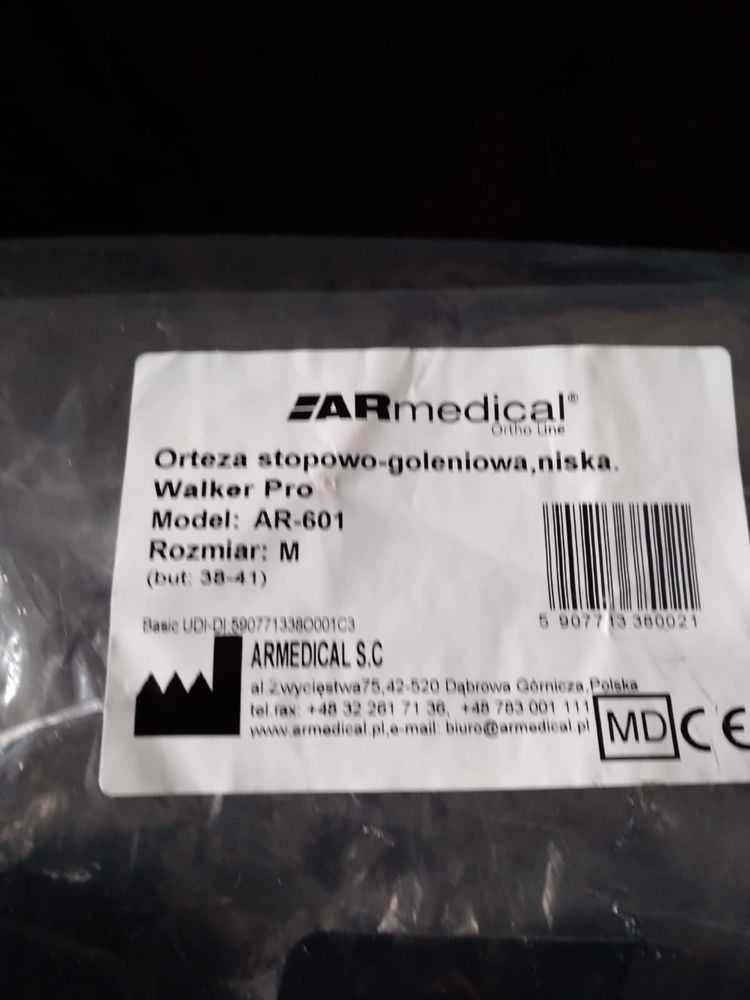 ARmedical®
Ortho Line
Orteza stopowo-goleniowa,niska.
Walker Pro
Model: AR-601
Rozmiar: M
(but: 38-41)
5 907713 380021
Basic UDI-DI:590771338O001C3
ARMEDICAL S.C
al.Zwycięstwa75,42-520 Dąbrowa Górnicza,Polska
tel.fax: +48 32 261 71 36, +48 783 001 111
www.armedical.pl,e-mail: biuro@armedical.pl
MD CE